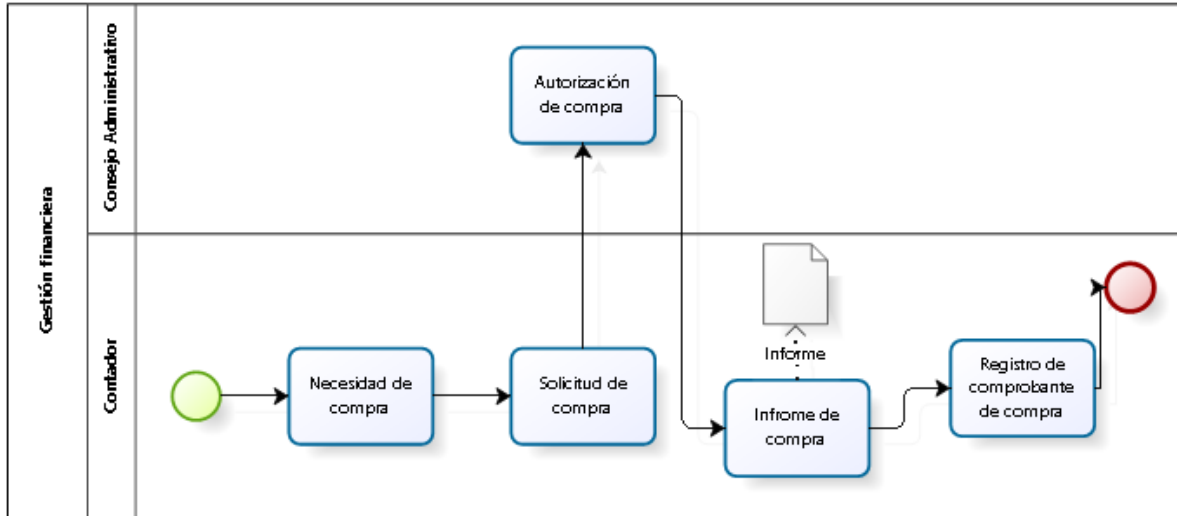 Gestión financiera
Consejo Administrativo
Autorización
de compra
Contador
Necesidad de
compra
Solicitud de
compra
Informe
Infrome de
compra
Registro de
comprobante
de compra